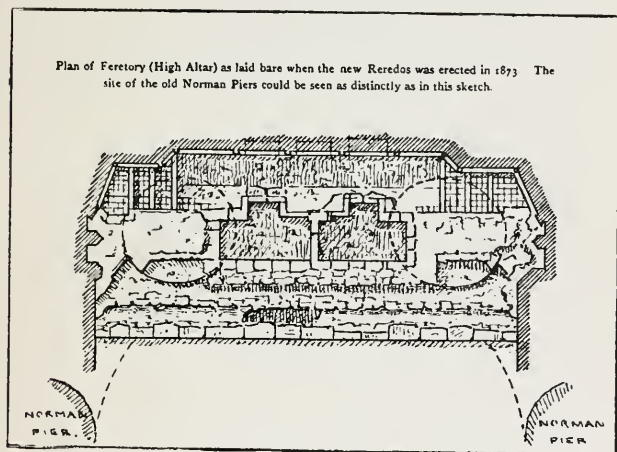 Plan of Feretory (High Altar) as laid bare when the new Reredos was erected in 1873 The
site of the old Norman Piers could be seen as distinctly as in this sketch.
NORMAN
PIER.
NORMAN
PIER